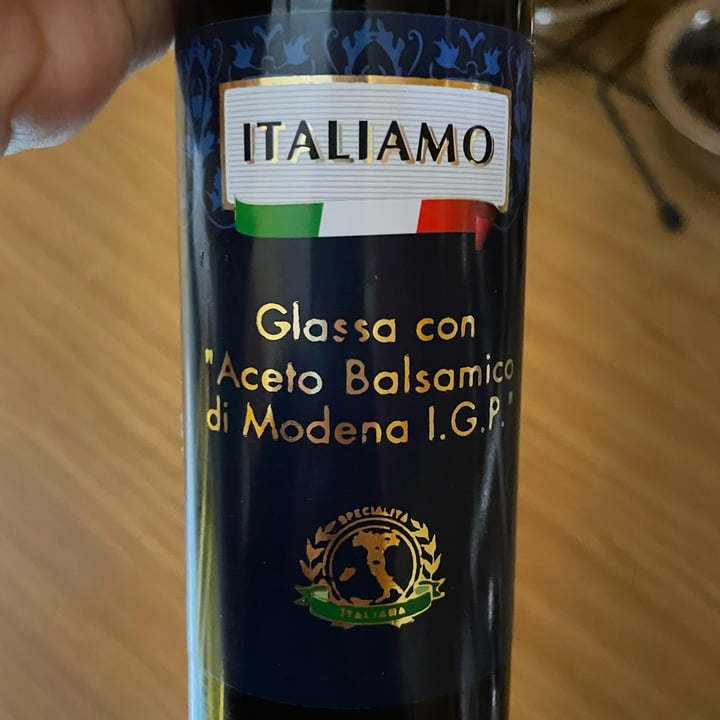 ITALIAMO
Glassa con
"Aceto Balsamico
di Modena I.G.P."
SPECIALITÀ
ITALIANA